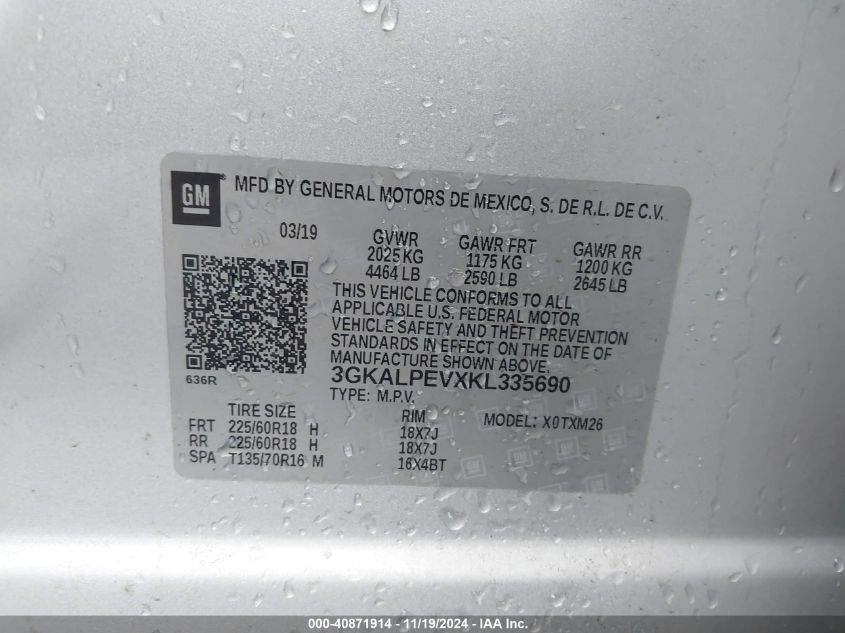 GM MFD BY GENERAL MOTORS DE MEXICO, S. DE R.L. DE C.V.
03/19 GVWR GAWR FRT GAWR RR
2025 KG 1175 KG 1200 KG
4464 LB 2590 LB 2645 LB
THIS VEHICLE CONFORMS TO ALL
APPLICABLE U.S. FEDERAL MOTOR
VEHICLE SAFETY AND THEFT PREVENTION
STANDARDS IN EFFECT ON THE DATE OF
MANUFACTURE SHOWN ABOVE.
636R 3GKALPEVXKL335690
TYPE: M.P.V.
TIRE SIZE RIM MODEL: X0TXM26
FRT 225/60R18 H 18X7J
RR 225/60R18 H 18X7J
SPA T135/70R16 M 16X4BT
000-40871914 - 11/19/2024 - IAA, Inc.